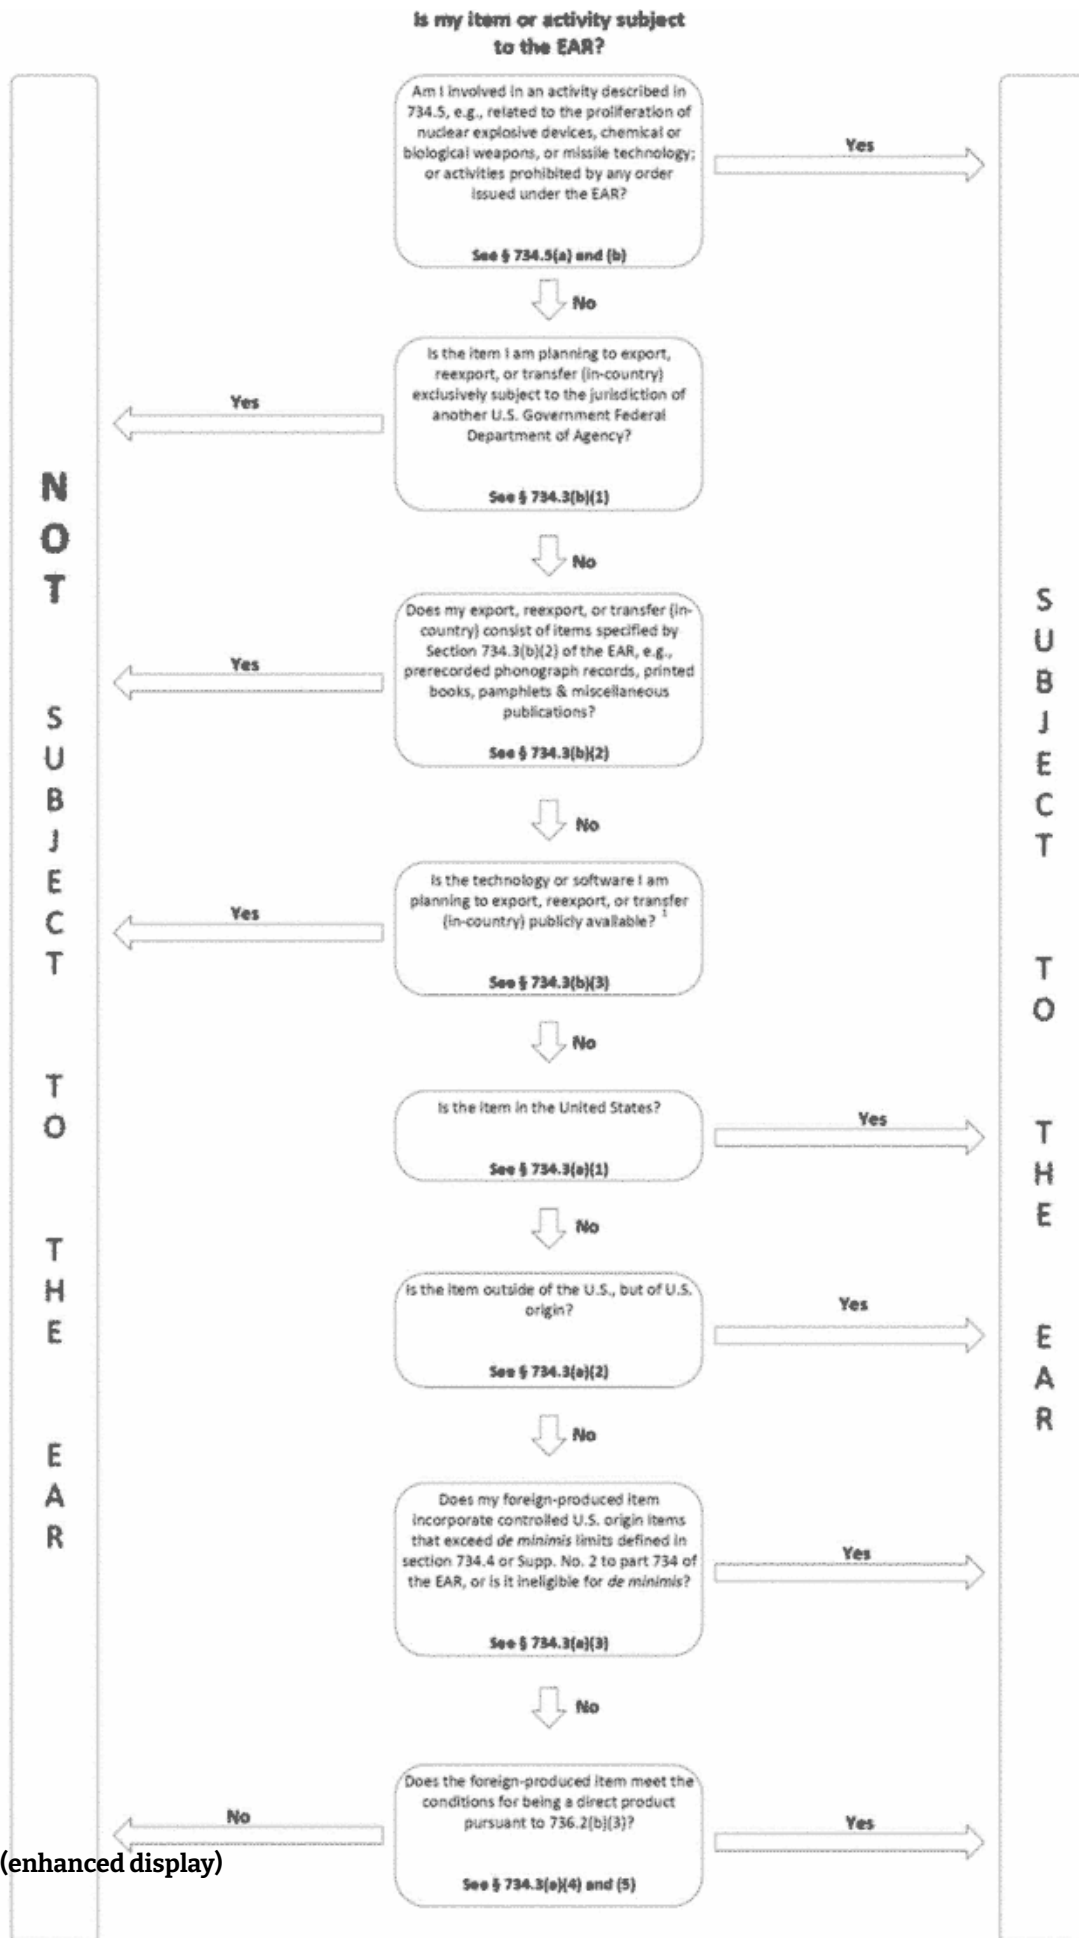 Is my item or activity subject
to the EAR?
Am I involved in an activity described in
734.5, e.g., related to the proliferation of
nuclear explosive devices, chemical or
biological weapons, or missile technology;
or activities prohibited by any order
issued under the EAR?
See § 734.5(a) and (b)
Yes
No
Is the item I am planning to export,
reexport, or transfer (in-country)
exclusively subject to the jurisdiction of
another U.S. Government Federal
Department of Agency?
See § 734.3(b)(1)
Yes
No
Does my export, reexport, or transfer (in-
country) consist of items specified by
Section 734.3(b)(2) of the EAR, e.g.,
prerecorded phonograph records, printed
books, pamphlets & miscellaneous
publications?
See § 734.3(b)(2)
Yes
No
Is the technology or software I am
planning to export, reexport, or transfer
(in-country) publicly available? 1
See § 734.3(b)(3)
Yes
No
Is the item in the United States?
See § 734.3(a)(1)
Yes
No
Is the item outside of the U.S., but of U.S.
origin?
See § 734.3(a)(2)
Yes
No
Does my foreign-produced item
incorporate controlled U.S. origin items
that exceed de minimis limits defined in
section 734.4 or Supp. No. 2 to part 734 of
the EAR, or is it ineligible for de minimis?
See § 734.3(a)(3)
Yes
No
Does the foreign-produced item meet the
conditions for being a direct product
pursuant to 736.2(b)(3)?
See § 734.3(a)(4) and (5)
No
Yes
NOT SUBJECT TO THE EAR
SUBJECT TO THE EAR
(enhanced display)